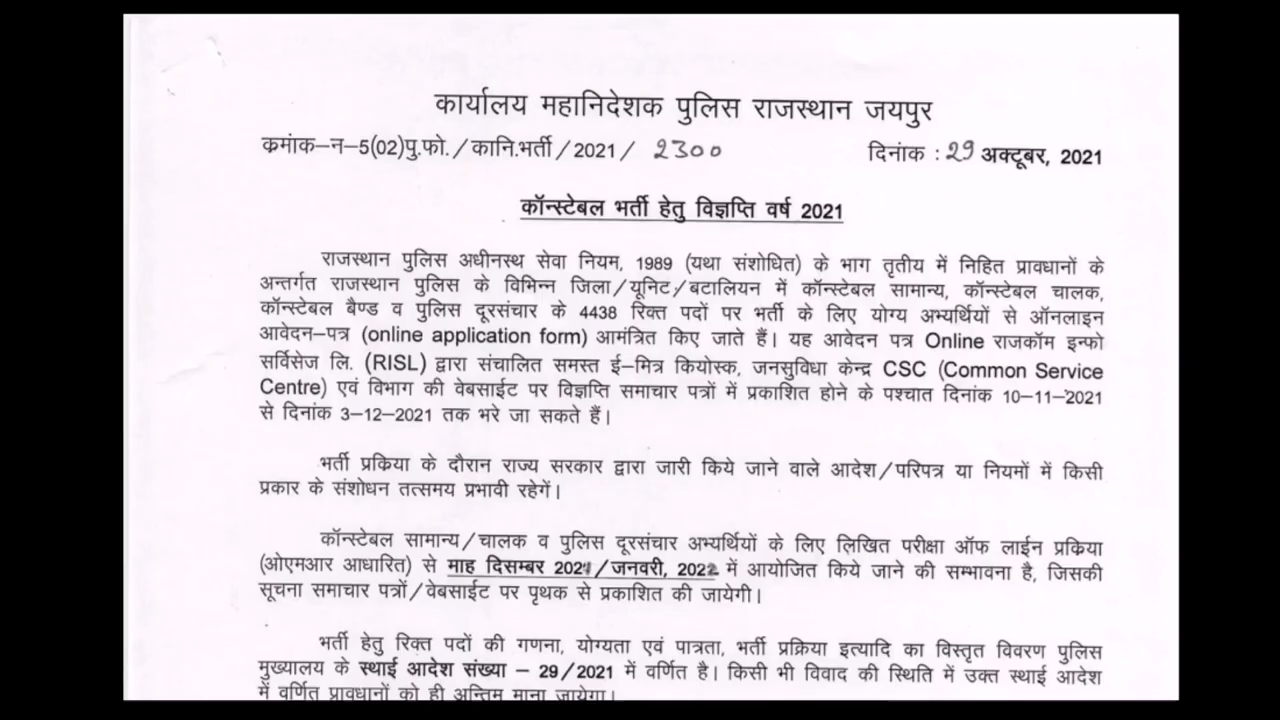 कार्यालय महानिदेशक पुलिस राजस्थान जयपुर
क्रमांक–न–5(02)पु.फो./कानि.भर्ती/2021/ 2300 दिनांक : 29 अक्टूबर, 2021
कॉन्स्टेबल भर्ती हेतु विज्ञप्ति वर्ष 2021
राजस्थान पुलिस अधीनस्थ सेवा नियम, 1989 (यथा संशोधित) के भाग तृतीय में निहित प्रावधानों के
अन्तर्गत राजस्थान पुलिस के विभिन्न जिला/यूनिट/बटालियन में कॉन्स्टेबल सामान्य, कॉन्स्टेबल चालक,
कॉन्स्टेबल बैण्ड व पुलिस दूरसंचार के 4438 रिक्त पदों पर भर्ती के लिए योग्य अभ्यर्थियों से ऑनलाइन
आवेदन–पत्र (online application form) आमंत्रित किए जाते हैं। यह आवेदन पत्र Online राजकॉम इन्फो
सर्विसेज लि. (RISL) द्वारा संचालित समस्त ई–मित्र कियोस्क, जनसुविधा केन्द्र CSC (Common Service
Centre) एवं विभाग की वेबसाईट पर विज्ञप्ति समाचार पत्रों में प्रकाशित होने के पश्चात दिनांक 10–11–2021
से दिनांक 3–12–2021 तक भरे जा सकते हैं।
भर्ती प्रक्रिया के दौरान राज्य सरकार द्वारा जारी किये जाने वाले आदेश/परिपत्र या नियमों में किसी
प्रकार के संशोधन तत्समय प्रभावी रहेगें।
कॉन्स्टेबल सामान्य/चालक व पुलिस दूरसंचार अभ्यर्थियों के लिए लिखित परीक्षा ऑफ लाईन प्रक्रिया
(ओएमआर आधारित) से माह दिसम्बर 2021/जनवरी, 2022 में आयोजित किये जाने की सम्भावना है, जिसकी
सूचना समाचार पत्रों/वेबसाईट पर पृथक से प्रकाशित की जायेगी।
भर्ती हेतु रिक्त पदों की गणना, योग्यता एवं पात्रता, भर्ती प्रक्रिया इत्यादि का विस्तृत विवरण पुलिस
मुख्यालय के स्थाई आदेश संख्या – 29/2021 में वर्णित है। किसी भी विवाद की स्थिति में उक्त स्थाई आदेश
में वर्णित प्रावधानों को ही अन्तिम माना जायेगा।